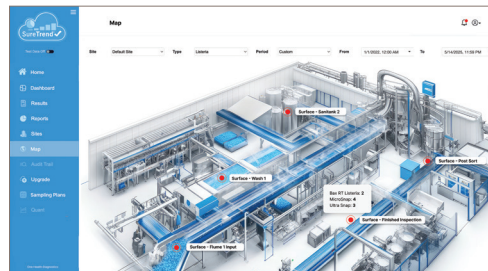 SureTrend
Map
Site
Default Site
Type
Listeria
Period
Custom
From
1/1/2022, 12:00 AM
To
5/14/2025, 11:59 PM
Home
Dashboard
Results
Reports
Sites
Map
Audit Trail
Upgrade
Sampling Plans
Surface - Sanitank 2
Surface - Post Sort
Surface - Wash 1
Bax RT Listeria: 2
MicroSnap: 4
Ultra Snap: 3
Surface - Finished Inspection
Surface - Flume 1 Input